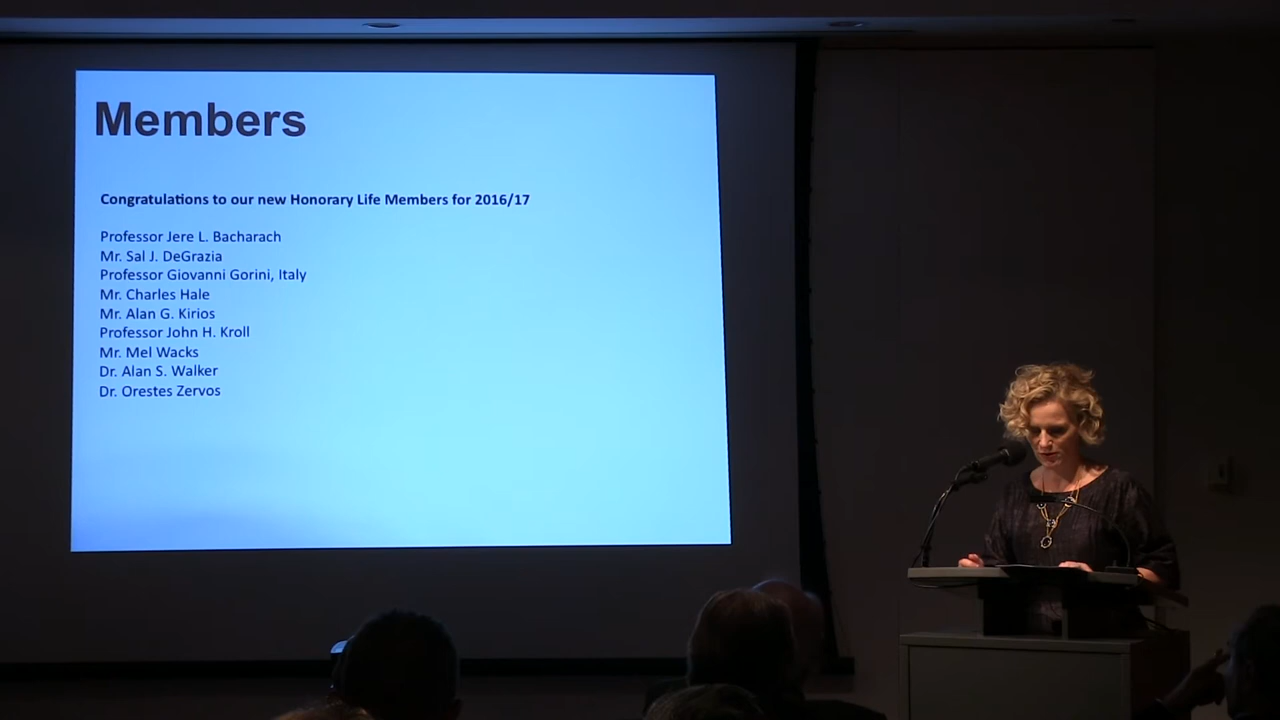 Members
Congratulations to our new Honorary Life Members for 2016/17
Professor Jere L. Bacharach
Mr. Sal J. DeGrazia
Professor Giovanni Gorini, Italy
Mr. Charles Hale
Mr. Alan G. Kirios
Professor John H. Kroll
Mr. Mel Wacks
Dr. Alan S. Walker
Dr. Orestes Zervos